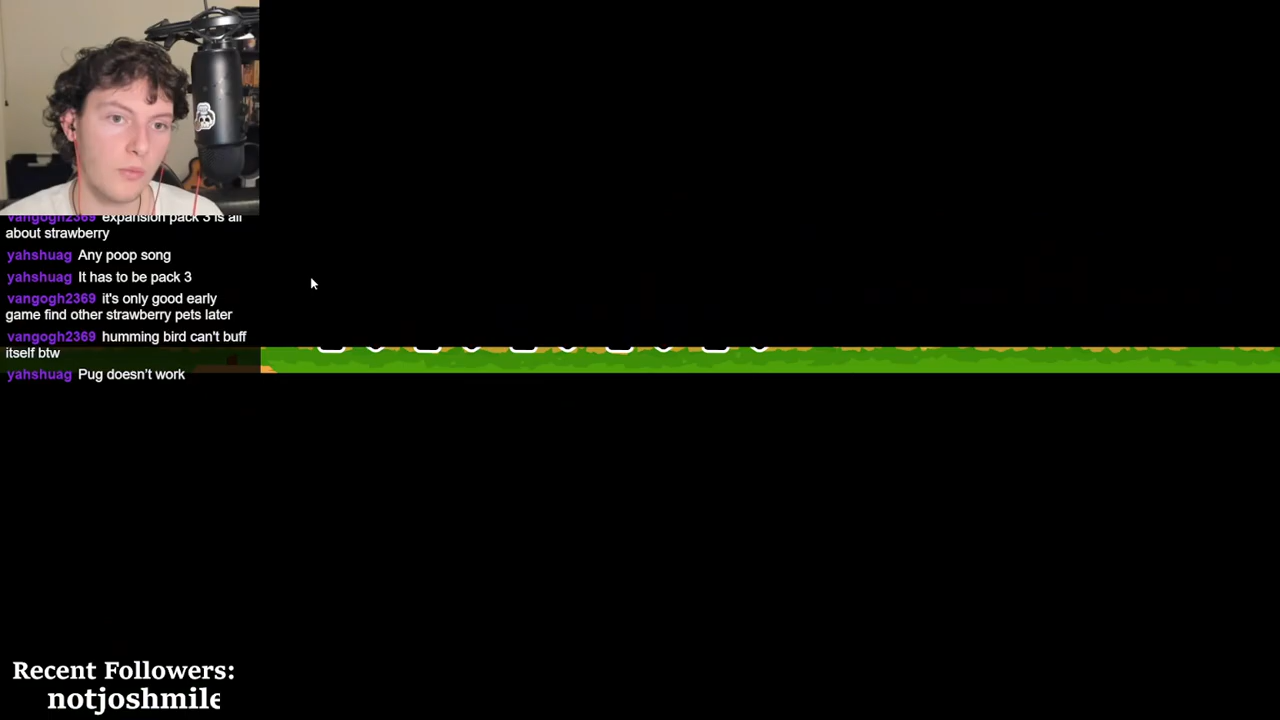 vangogh2369 expansion pack 3 is all
about strawberry
yahshuag Any poop song
yahshuag It has to be pack 3
vangogh2369 it's only good early
game find other strawberry pets later
vangogh2369 humming bird can't buff
itself btw
yahshuag Pug doesn't work
Recent Followers:
notjoshmile